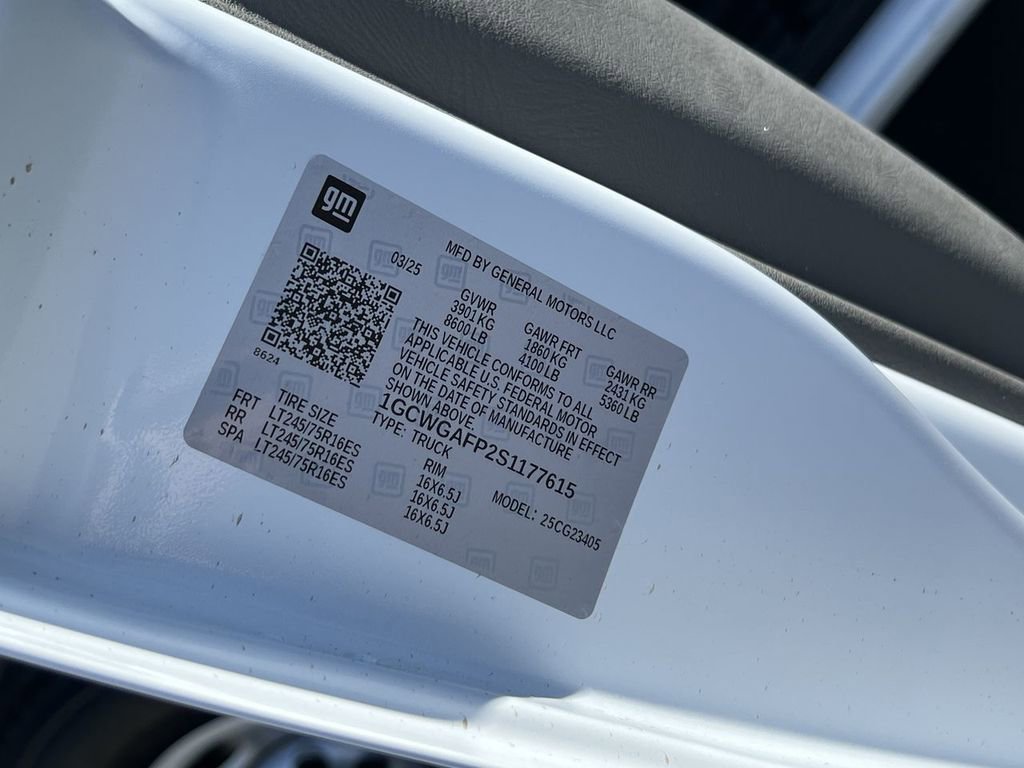 gm
03/25
MFD BY GENERAL MOTORS LLC
GVWR GAWR FRT GAWR RR
3901KG 1860 KG 2431 KG
8600 LB 4100 LB 5360 LB
THIS VEHICLE CONFORMS TO ALL
APPLICABLE U.S. FEDERAL MOTOR
VEHICLE SAFETY STANDARDS IN EFFECT
ON THE DATE OF MANUFACTURE
SHOWN ABOVE.
1GCWGAFP2S1177615
TYPE: TRUCK MODEL: 25CG23405
8624
TIRE SIZE RIM
FRT LT245/75R16ES 16X6.5J
RR LT245/75R16ES 16X6.5J
SPA LT245/75R16ES 16X6.5J